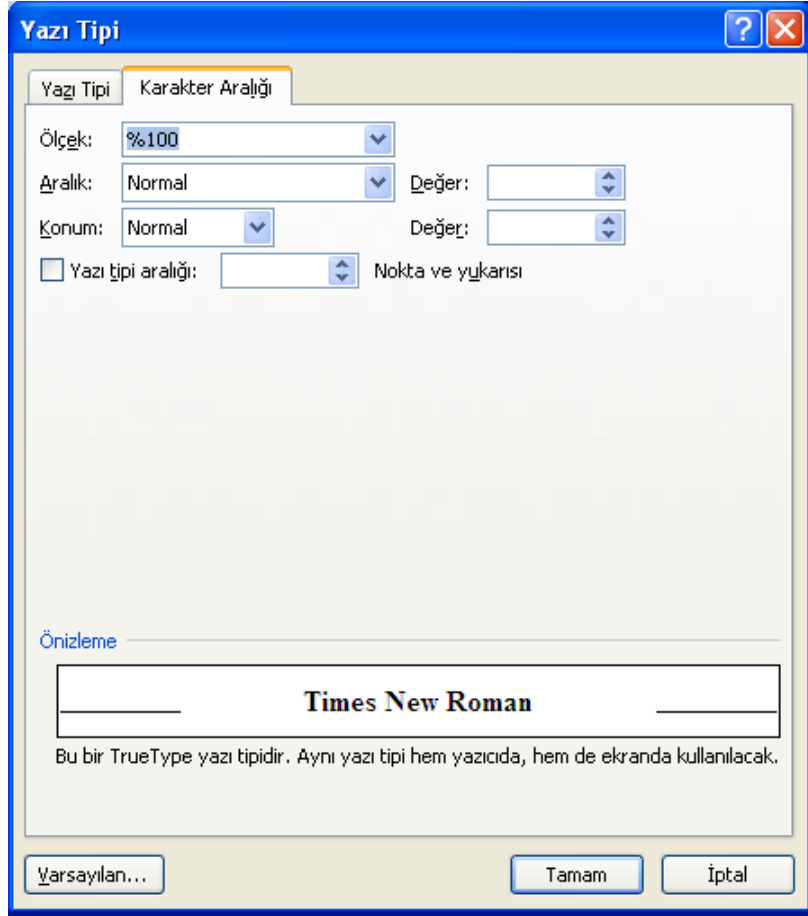 Yazı Tipi
Yazı Tipi Karakter Aralığı
Ölçek: %100
Aralık: Normal Değer:
Konum: Normal Değer:
Yazı tipi aralığı: Nokta ve yukarısı
Önizleme
Times New Roman
Bu bir TrueType yazı tipidir. Aynı yazı tipi hem yazıcıda, hem de ekranda kullanılacak.
Varsayılan... Tamam İptal